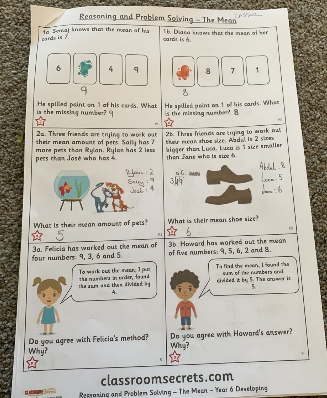 Reasoning and Problem Solving – The Mean
1a. Senaj knows that the mean of his
cards is 7.
6
4
9
9
He spilled paint on 1 of his cards. What
is the missing number? 9
1b. Diana knows that the mean of her
cards is 6.
8
7
1
8
He spilled paint on 1 of his cards. What
is the missing number? 8
2a. Three friends are trying to work out
their mean amount of pets. Sally has 7
more pets than Rylan. Rylan has 2 less
pets than José who has 4.
Rylan : 2
: 9
José : 4
What is their mean amount of pets?
5
2b. Three friends are trying to work out
their mean shoe size. Abdul is 2 sizes
bigger than Luca. Luca is 1 size smaller
than Jane who is size 6.
Abdul : 8
: 5
: 6
What is their mean shoe size?
6
3a. Felicia has worked out the mean of
four numbers: 9, 3, 6 and 5.
To work out the mean, I put
the numbers in order, found
the sum and then divided by
4.
Do you agree with Felicia's method?
Why?
3b. Howard has worked out the mean
of five numbers: 9, 5, 6, 2 and 8.
To find the mean, I found the
sum of the numbers and
divided it by 5. The answer is
5.
Do you agree with Howard's answer?
Why?
classroomsecrets.com
Reasoning and Problem Solving – The Mean – Year 6 Developing